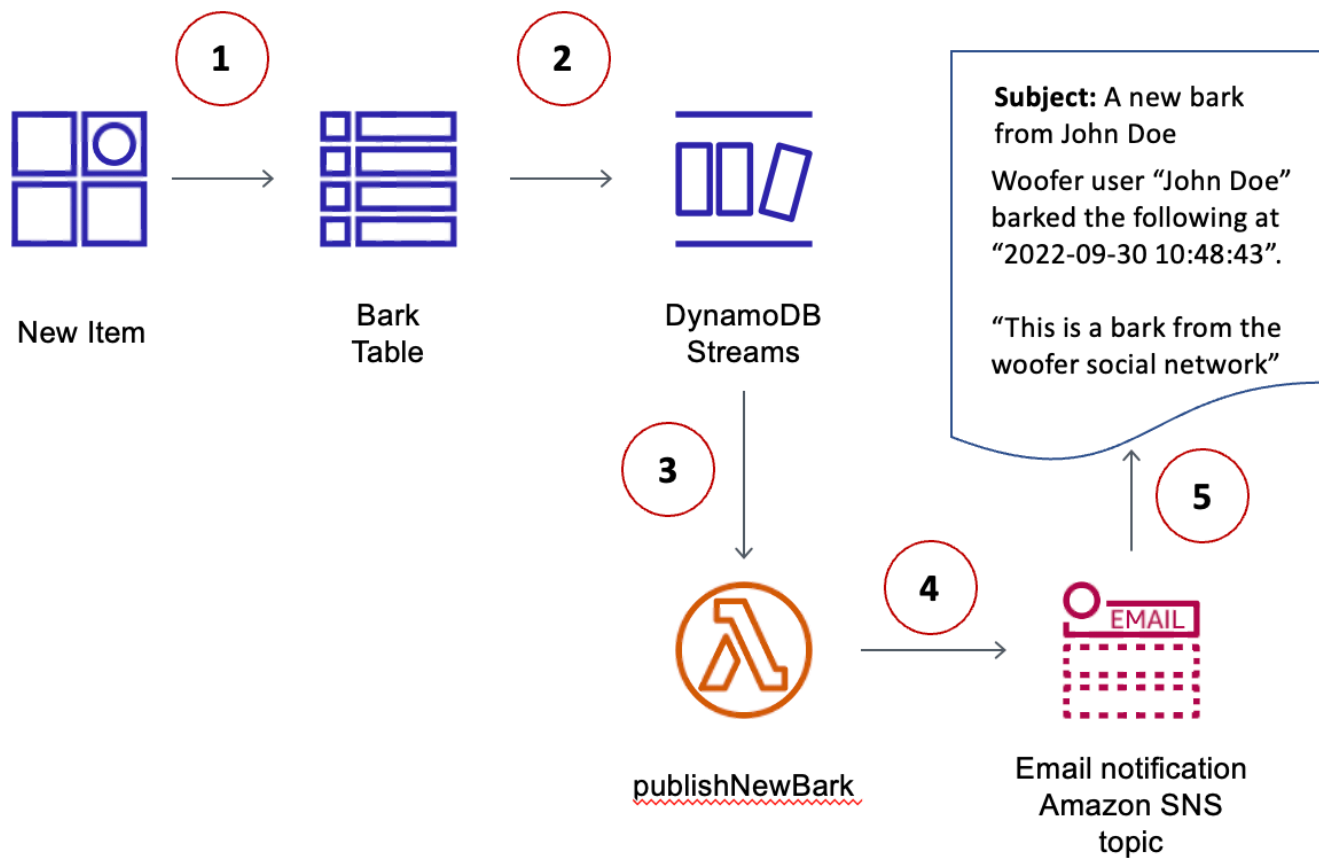 1
2
New Item
Bark
Table
DynamoDB
Streams
Subject: A new bark
from John Doe
Woofer user “John Doe”
barked the following at
“2022-09-30 10:48:43”.
“This is a bark from the
woofer social network”
3
4
5
publishNewBark
EMAIL
Email notification
Amazon SNS
topic